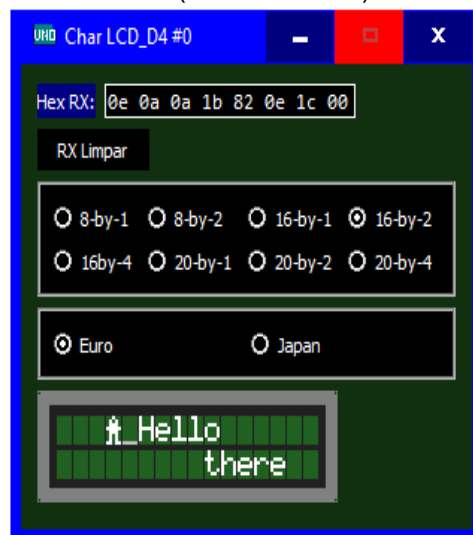 UNO Char LCD_D4 #0
Hex RX: 0e 0a 0a 1b 82 0e 1c 00
RX Limpar
8-by-1 8-by-2 16-by-1 16-by-2
16by-4 20-by-1 20-by-2 20-by-4
Euro Japan
_Hello
there